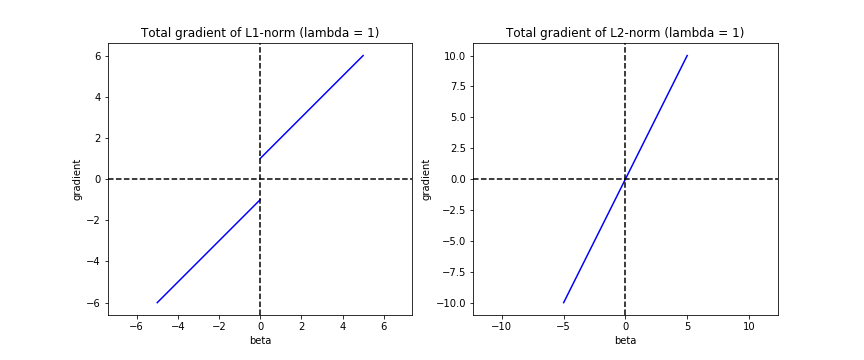 Total gradient of L1-norm (lambda = 1)
6
4
2
0
−2
−4
−6
gradient
−6 −4 −2 0 2 4 6
beta
Total gradient of L2-norm (lambda = 1)
10.0
7.5
5.0
2.5
0.0
−2.5
−5.0
−7.5
−10.0
gradient
−10 −5 0 5 10
beta